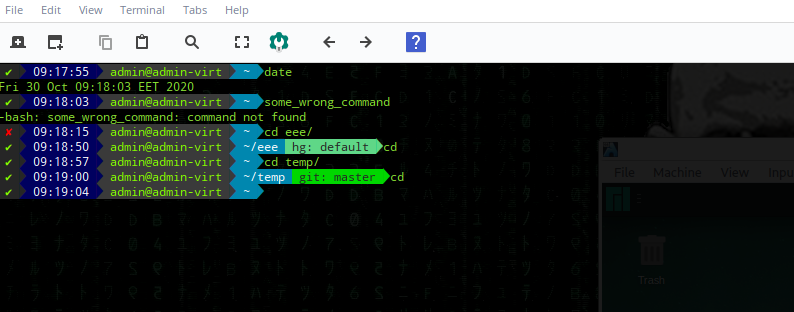 File Edit View Terminal Tabs Help
?
✔ 09:17:55 admin@admin-virt ~ date
Fri 30 Oct 09:18:03 EET 2020
✔ 09:18:03 admin@admin-virt ~ some_wrong_command
-bash: some_wrong_command: command not found
✘ 09:18:15 admin@admin-virt ~ cd eee/
✔ 09:18:50 admin@admin-virt ~/eee hg: default cd
✔ 09:18:57 admin@admin-virt ~ cd temp/
✔ 09:19:00 admin@admin-virt ~/temp git: master cd
✔ 09:19:04 admin@admin-virt ~
File Machine View Inpu
Trash